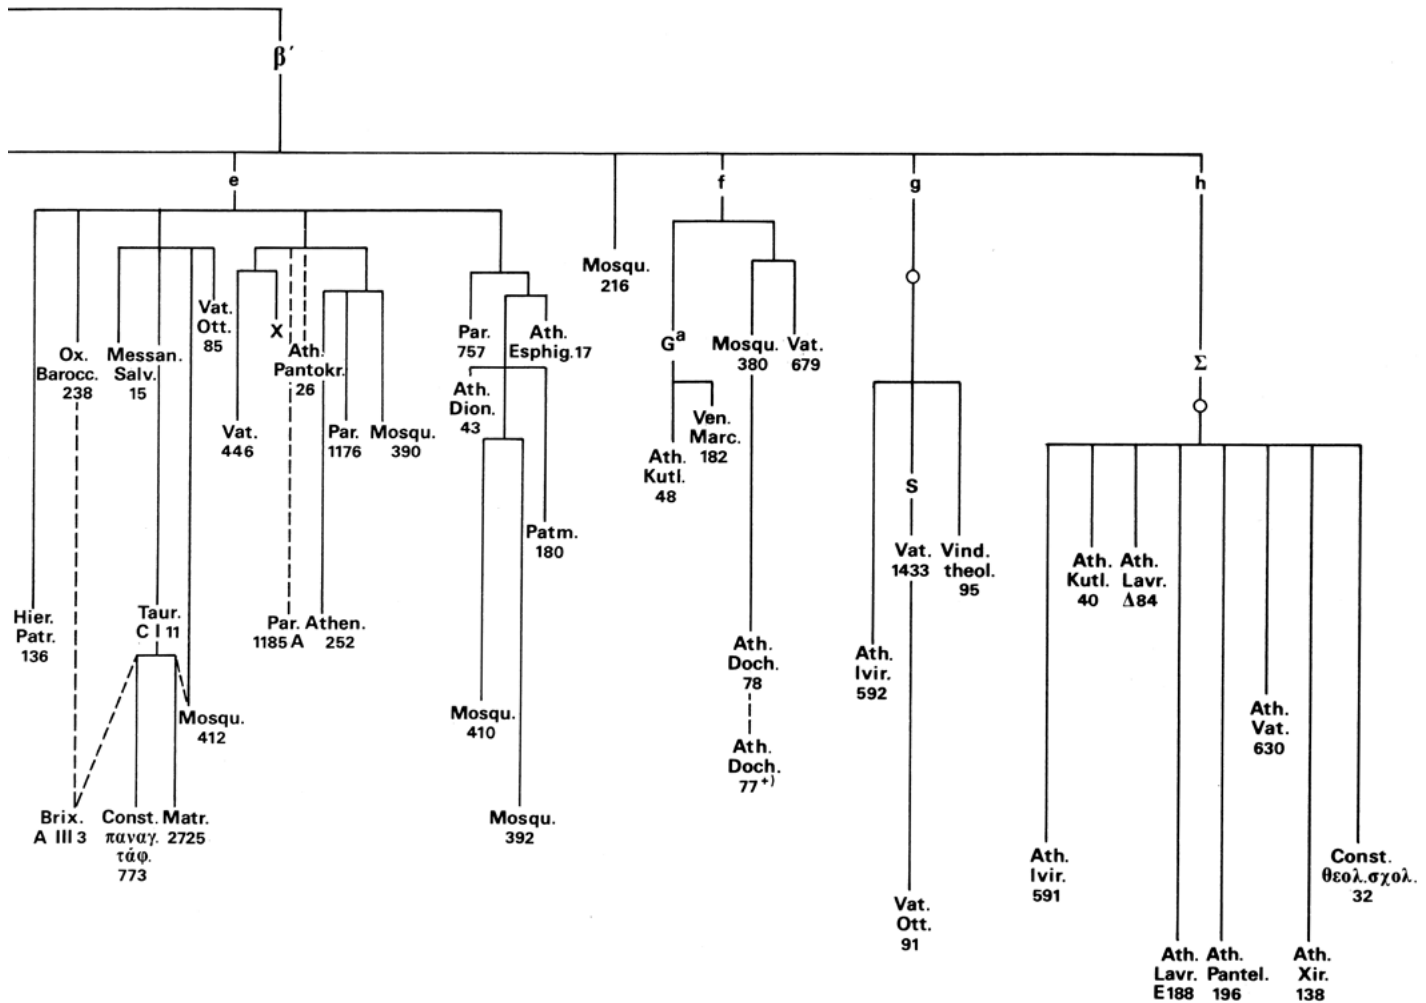 β´
e
f
g
h
Mosqu.
216
Vat.
Ott.
85
X
Ox.
Barocc.
238
Messan.
Salv.
15
Ath.
Pantokr.
26
Par.
757
Ath.
Esphig.17
Gª
Mosqu.
380
Vat.
679
Σ
Ath.
Dion.
43
Vat.
446
Par.
1176
Mosqu.
390
Ven.
Marc.
182
Ath.
Kutl.
48
S
Patm.
180
Vat.
1433
Vind.
theol.
95
Ath.
Kutl.
40
Ath.
Lavr.
Δ84
Hier.
Patr.
136
Taur.
C I 11
Par.
1185 A
Athen.
252
Ath.
Doch.
78
Ath.
Ivir.
592
Mosqu.
412
Mosqu.
410
Ath.
Vat.
630
Ath.
Doch.
77⁺⁾
Brix.
A III 3
Const.
παναγ.
τάφ.
773
Matr.
2725
Mosqu.
392
Ath.
Ivir.
591
Const.
θεολ.σχολ.
32
Vat.
Ott.
91
Ath.
Lavr.
E188
Ath.
Pantel.
196
Ath.
Xir.
138